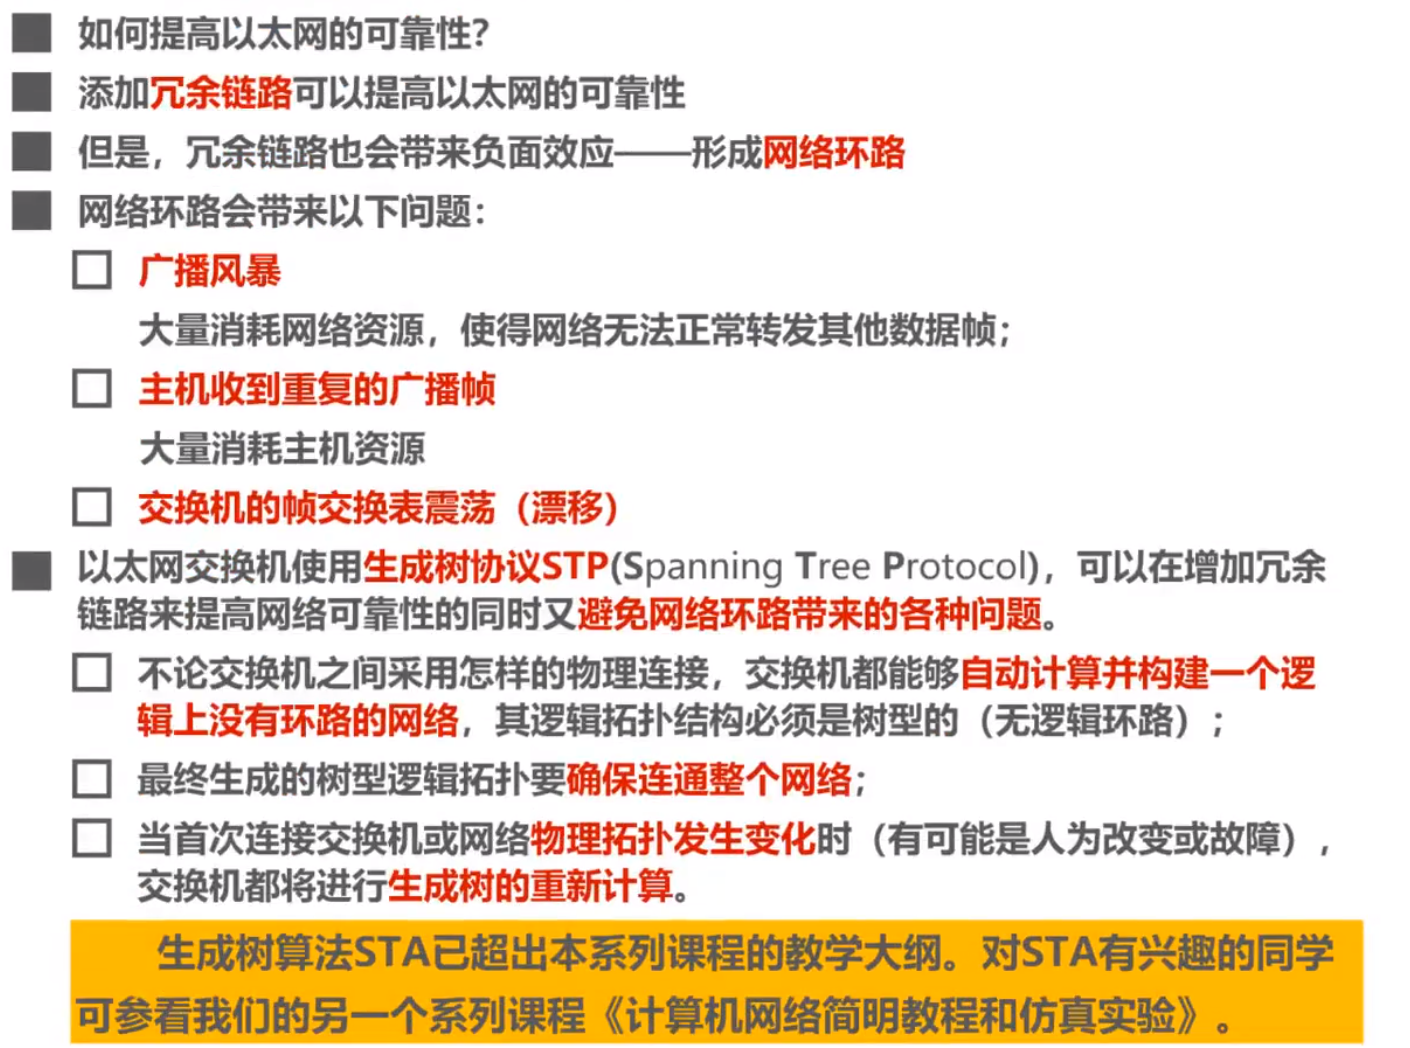 如何提高以太网的可靠性?
添加冗余链路可以提高以太网的可靠性
但是，冗余链路也会带来负面效应——形成网络环路
网络环路会带来以下问题：
广播风暴
大量消耗网络资源，使得网络无法正常转发其他数据帧；
主机收到重复的广播帧
大量消耗主机资源
交换机的帧交换表震荡（漂移）
以太网交换机使用生成树协议STP(Spanning Tree Protocol)，可以在增加冗余
链路来提高网络可靠性的同时又避免网络环路带来的各种问题。
不论交换机之间采用怎样的物理连接，交换机都能够自动计算并构建一个逻
辑上没有环路的网络，其逻辑拓扑结构必须是树型的（无逻辑环路）；
最终生成的树型逻辑拓扑要确保连通整个网络；
当首次连接交换机或网络物理拓扑发生变化时（有可能是人为改变或故障），
交换机都将进行生成树的重新计算。
生成树算法STA已超出本系列课程的教学大纲。对STA有兴趣的同学
可参看我们的另一个系列课程《计算机网络简明教程和仿真实验》。